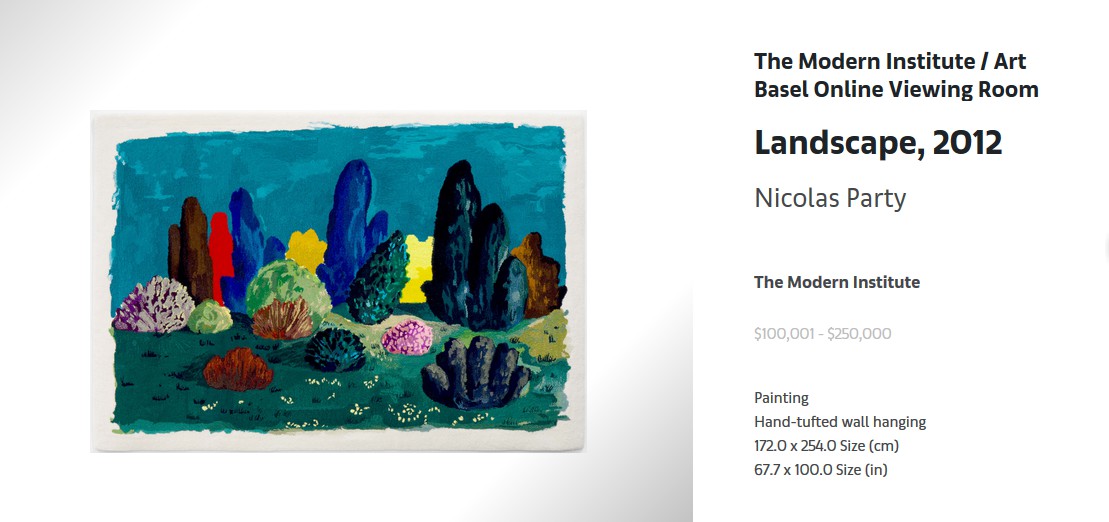 The Modern Institute / Art
Basel Online Viewing Room
Landscape, 2012
Nicolas Party
The Modern Institute
$100,001 - $250,000
Painting
Hand-tufted wall hanging
172.0 x 254.0 Size (cm)
67.7 x 100.0 Size (in)